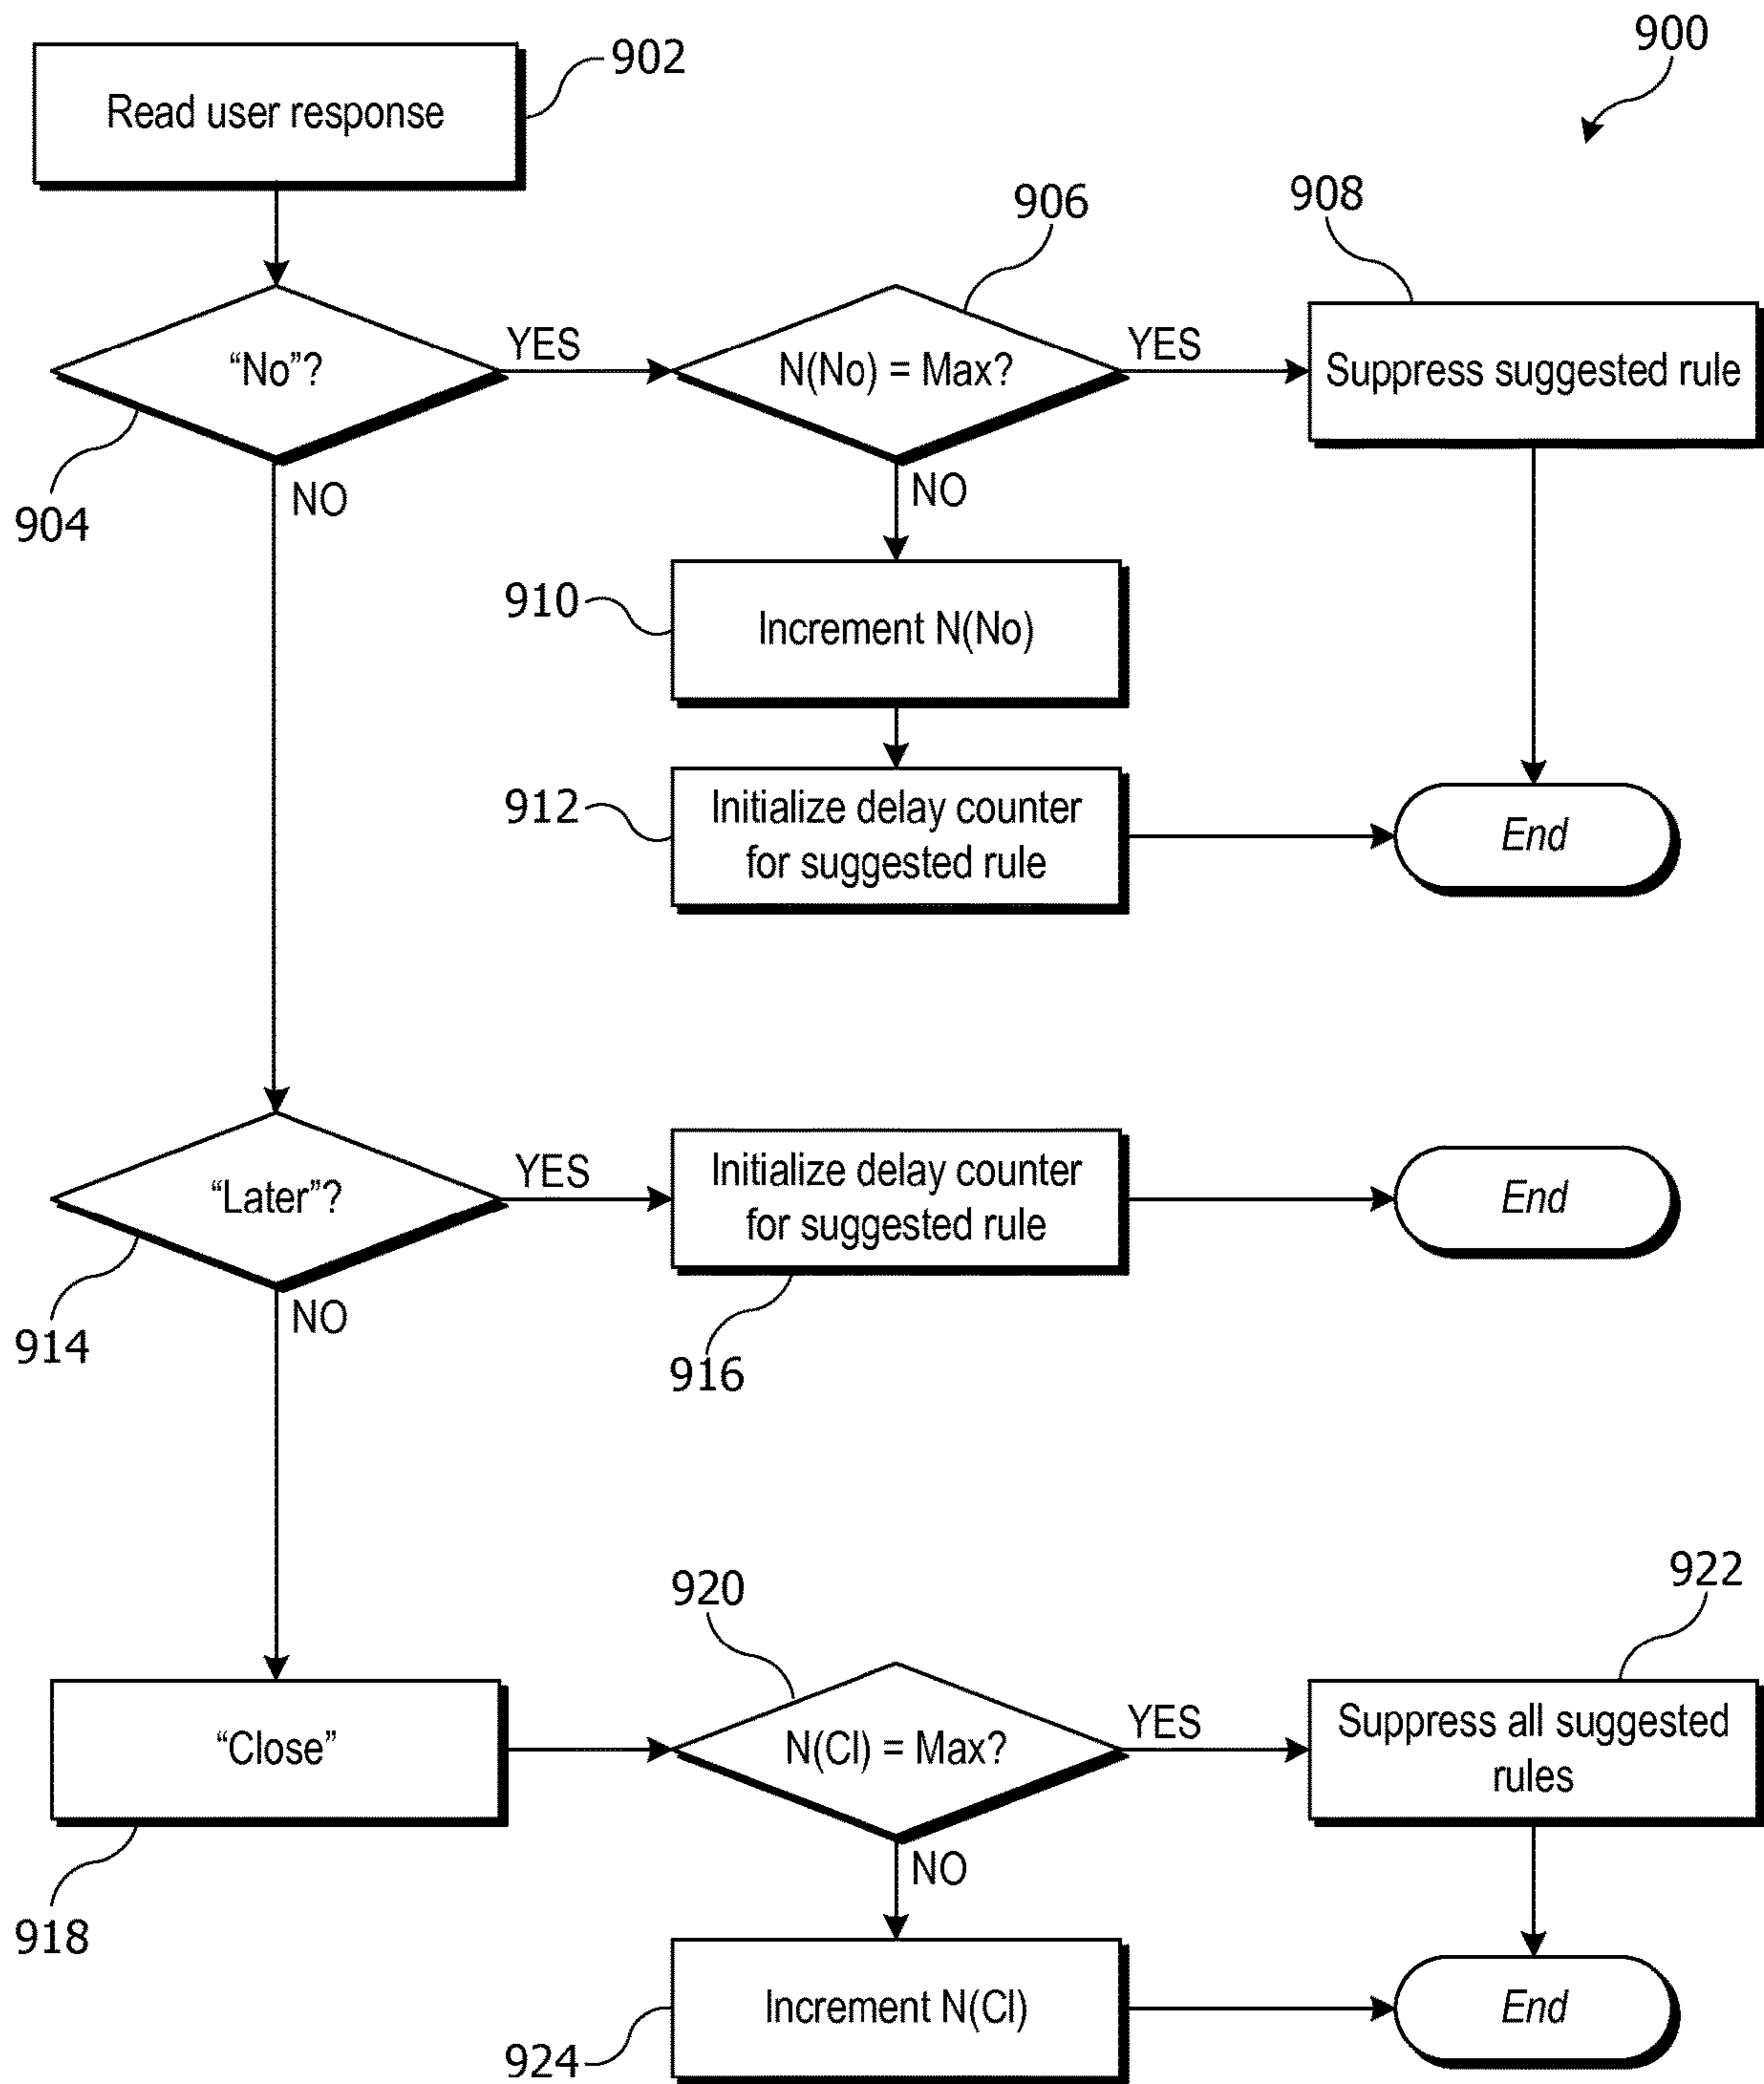 900
902
Read user response
906
908
"No"?
YES
N(No) = Max?
YES
Suppress suggested rule
904
NO
NO
910
Increment N(No)
912
Initialize delay counter
for suggested rule
End
"Later"?
YES
Initialize delay counter
for suggested rule
End
914
NO
916
920
922
"Close"
N(Cl) = Max?
YES
Suppress all suggested
rules
918
NO
924
Increment N(Cl)
End